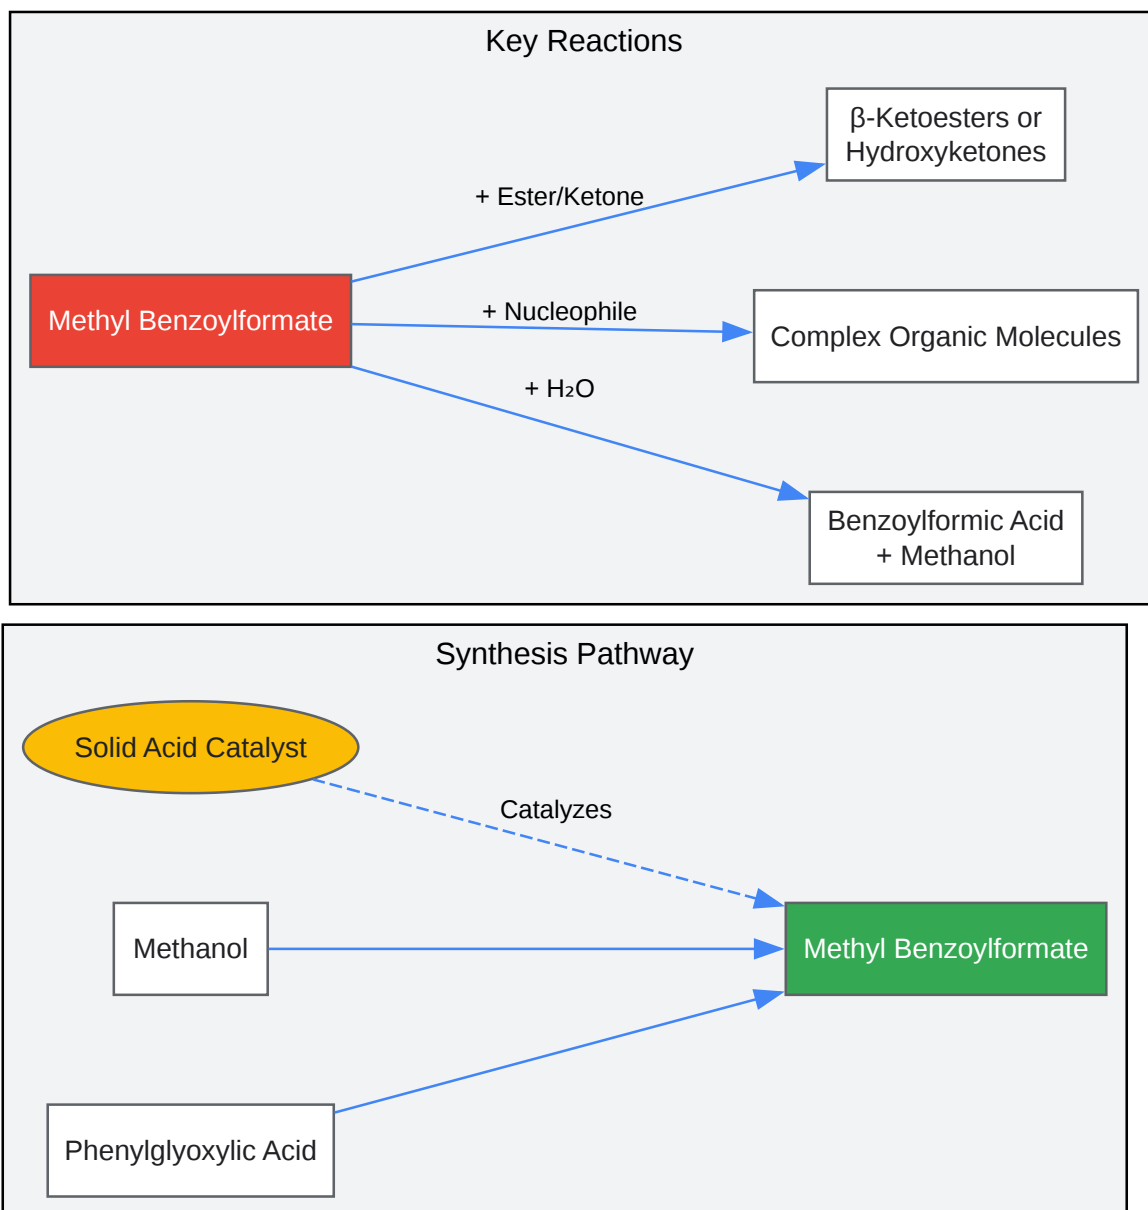 Key Reactions
β-Ketoesters or
Hydroxyketones
+ Ester/Ketone
Methyl Benzoylformate
+ Nucleophile
Complex Organic Molecules
+ H₂O
Benzoylformic Acid
+ Methanol
Synthesis Pathway
Solid Acid Catalyst
Catalyzes
Methanol
Methyl Benzoylformate
Phenylglyoxylic Acid